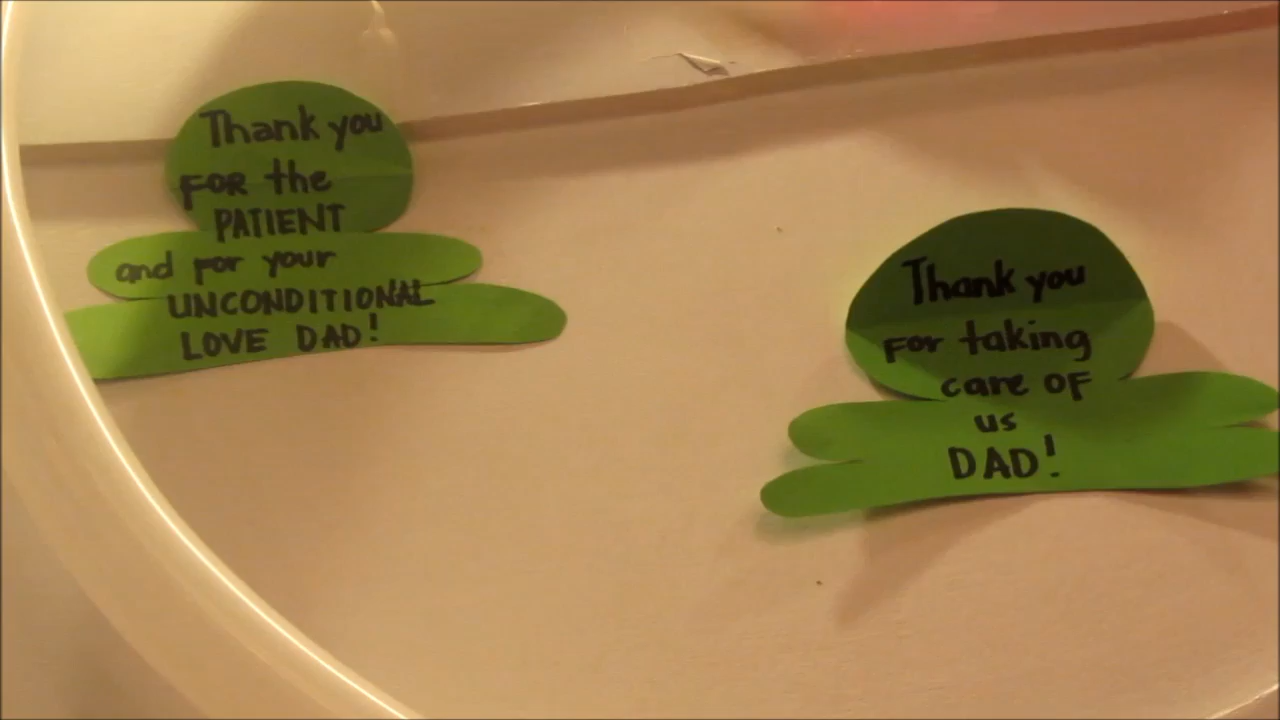 Thank you
FOR the
PATIENT
and for your
UNCONDITIONAL
LOVE DAD!
Thank you
For taking
care OF
us
DAD!